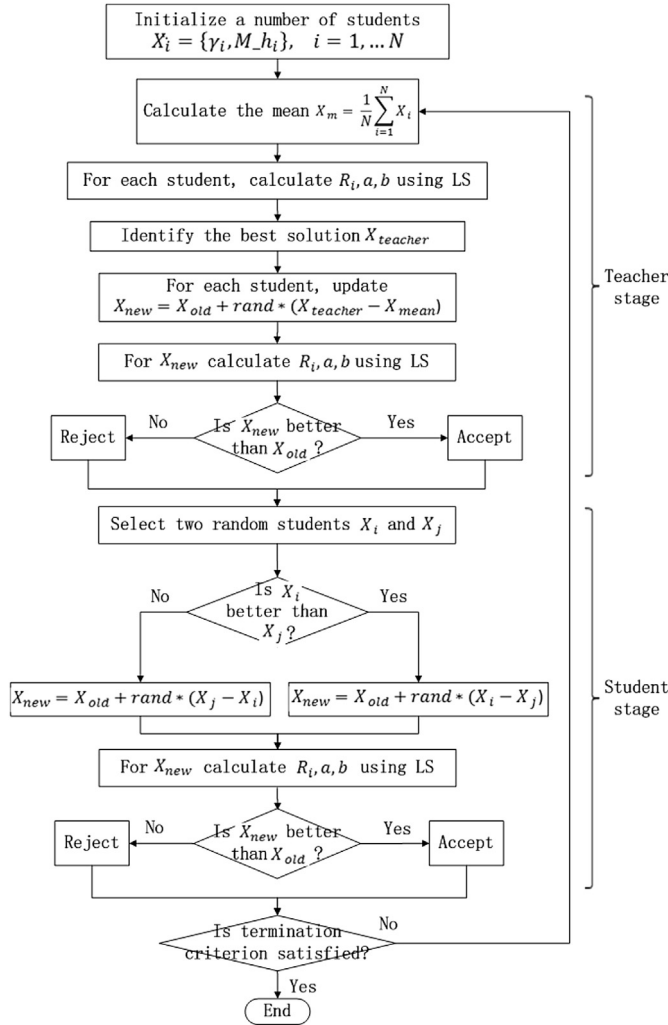 Initialize a number of students
X_i = {γ_i, M_h_i},  i = 1, … N
Calculate the mean X_m = 1/N ∑_{i=1}^{N} X_i
For each student, calculate R_i, a, b using LS
Identify the best solution X_teacher
For each student, update
X_new = X_old + rand * (X_teacher − X_mean)
For X_new calculate R_i, a, b using LS
Teacher
stage
Is X_new better
than X_old ?
No
Yes
Reject
Accept
Select two random students X_i and X_j
Is X_i
better than
X_j?
No
Yes
X_new = X_old + rand * (X_j − X_i)
X_new = X_old + rand * (X_i − X_j)
Student
stage
For X_new calculate R_i, a, b using LS
Is X_new better
than X_old ?
No
Yes
Reject
Accept
Is termination
criterion satisfied?
No
Yes
End